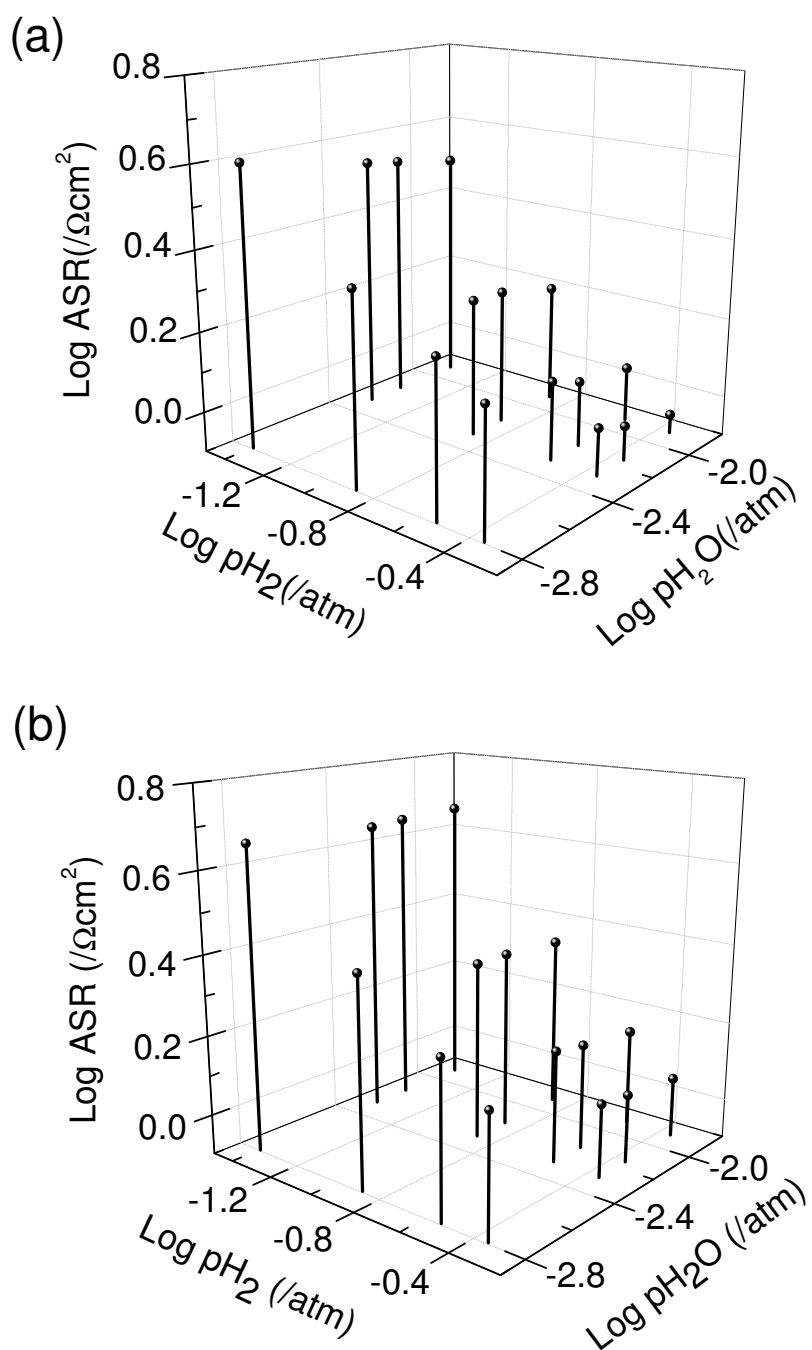 (a)
0.8
0.6
0.4
0.2
0.0
Log ASR(/Ωcm²)
-1.2
-0.8
-0.4
Log pH₂(/atm)
-2.0
-2.4
-2.8
Log pH₂O(/atm)
(b)
0.8
0.6
0.4
0.2
0.0
Log ASR (/Ωcm²)
-1.2
-0.8
-0.4
Log pH₂ (/atm)
-2.0
-2.4
-2.8
Log pH₂O (/atm)